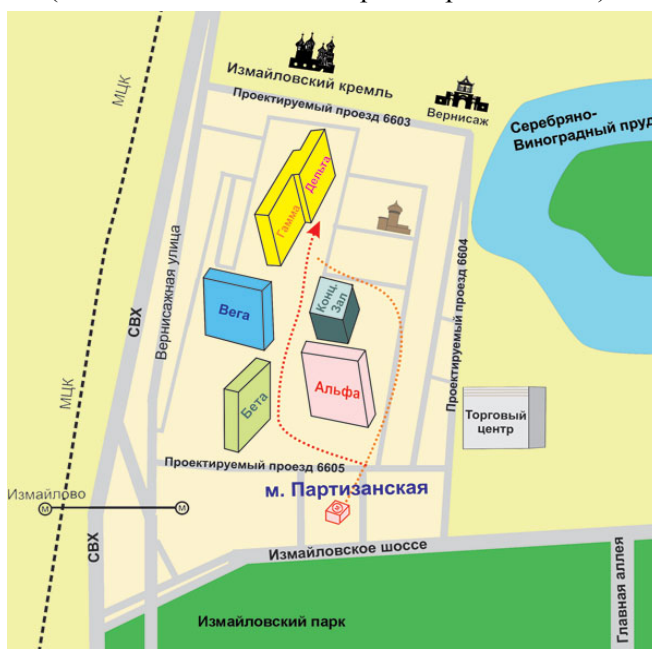 Измайловский кремль
Проектируемый проезд 6603
Вернисаж
Серебряно-
Виноградный пруд
МЦК
СВХ
Вернисажная улица
Дельта
Гамма
Вега
Конц.
Зал
Проектируемый проезд 6604
МЦК
Бета
Альфа
Торговый
центр
Проектируемый проезд 6605
м. Партизанская
Измайлово
М
М
СВХ
Измайловское шоссе
Главная аллея
Измайловский парк